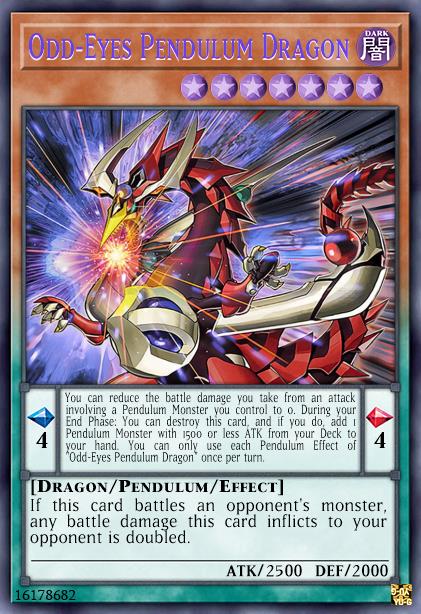 ODD-EYES PENDULUM DRAGON
DARK
闇
You can reduce the battle damage you take from an attack
involving a Pendulum Monster you control to 0. During your
End Phase: You can destroy this card, and if you do, add 1
Pendulum Monster with 1500 or less ATK from your Deck to
your hand. You can only use each Pendulum Effect of
"Odd-Eyes Pendulum Dragon" once per turn.
4
4
[DRAGON/PENDULUM/EFFECT]
If this card battles an opponent's monster,
any battle damage this card inflicts to your
opponent is doubled.
ATK/2500 DEF/2000
16178682